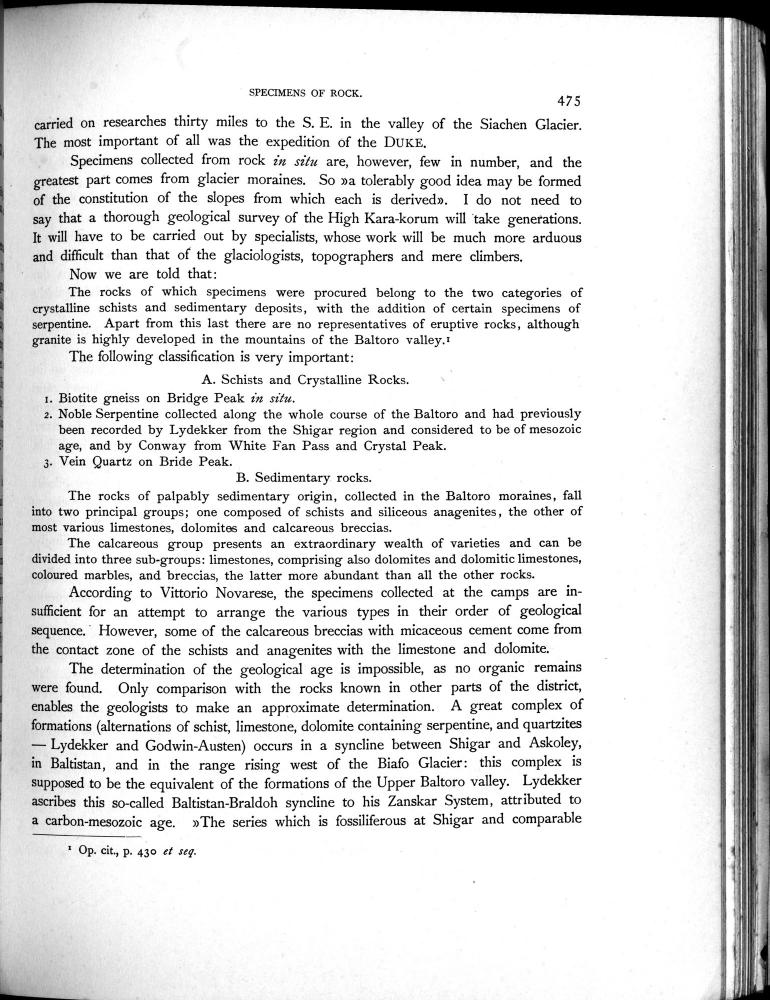 SPECIMENS OF ROCK.
475
carried on researches thirty miles to the S. E. in the valley of the Siachen Glacier.
The most important of all was the expedition of the DUKE.
Specimens collected from rock in situ are, however, few in number, and the
greatest part comes from glacier moraines. So »a tolerably good idea may be formed
of the constitution of the slopes from which each is derived». I do not need to
say that a thorough geological survey of the High Kara-korum will take generations.
It will have to be carried out by specialists, whose work will be much more arduous
and difficult than that of the glaciologists, topographers and mere climbers.
Now we are told that:
The rocks of which specimens were procured belong to the two categories of
crystalline schists and sedimentary deposits, with the addition of certain specimens of
serpentine. Apart from this last there are no representatives of eruptive rocks, although
granite is highly developed in the mountains of the Baltoro valley.¹
The following classification is very important:
A. Schists and Crystalline Rocks.
1. Biotite gneiss on Bridge Peak in situ.
2. Noble Serpentine collected along the whole course of the Baltoro and had previously
been recorded by Lydekker from the Shigar region and considered to be of mesozoic
age, and by Conway from White Fan Pass and Crystal Peak.
3. Vein Quartz on Bride Peak.
B. Sedimentary rocks.
The rocks of palpably sedimentary origin, collected in the Baltoro moraines, fall
into two principal groups; one composed of schists and siliceous anagenites, the other of
most various limestones, dolomites and calcareous breccias.
The calcareous group presents an extraordinary wealth of varieties and can be
divided into three sub-groups: limestones, comprising also dolomites and dolomitic limestones,
coloured marbles, and breccias, the latter more abundant than all the other rocks.
According to Vittorio Novarese, the specimens collected at the camps are in-
sufficient for an attempt to arrange the various types in their order of geological
sequence. However, some of the calcareous breccias with micaceous cement come from
the contact zone of the schists and anagenites with the limestone and dolomite.
The determination of the geological age is impossible, as no organic remains
were found. Only comparison with the rocks known in other parts of the district,
enables the geologists to make an approximate determination. A great complex of
formations (alternations of schist, limestone, dolomite containing serpentine, and quartzites
— Lydekker and Godwin-Austen) occurs in a syncline between Shigar and Askoley,
in Baltistan, and in the range rising west of the Biafo Glacier: this complex is
supposed to be the equivalent of the formations of the Upper Baltoro valley. Lydekker
ascribes this so-called Baltistan-Braldoh syncline to his Zanskar System, attributed to
a carbon-mesozoic age. »The series which is fossiliferous at Shigar and comparable
¹ Op. cit., p. 430 et seq.